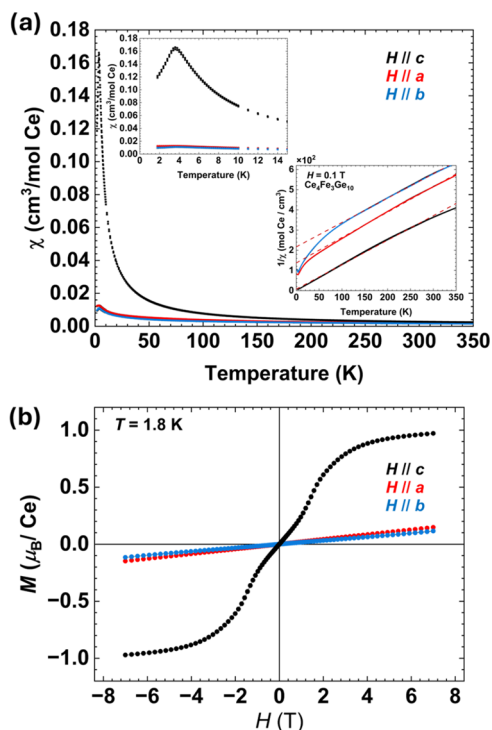 (a)
0.18
0.16
0.14
0.12
0.10
0.08
0.06
0.04
0.02
0.00
χ (cm³/mol Ce)
0 50 100 150 200 250 300 350
Temperature (K)
0.18
0.16
0.14
0.12
0.10
0.08
0.06
0.04
0.02
0.00
χ (cm³/mol Ce)
0 2 4 6 8 10 12 14
Temperature (K)
H // c
H // a
H // b
×10²
6
5
4
3
2
1
0
1/χ (mol Ce / cm³)
H = 0.1 T
Ce₄Fe₃Ge₁₀
0 50 100 150 200 250 300 350
Temperature (K)
(b)
T = 1.8 K
1.0
0.5
0.0
−0.5
−1.0
M (μB/ Ce)
H // c
H // a
H // b
−8 −6 −4 −2 0 2 4 6 8
H (T)